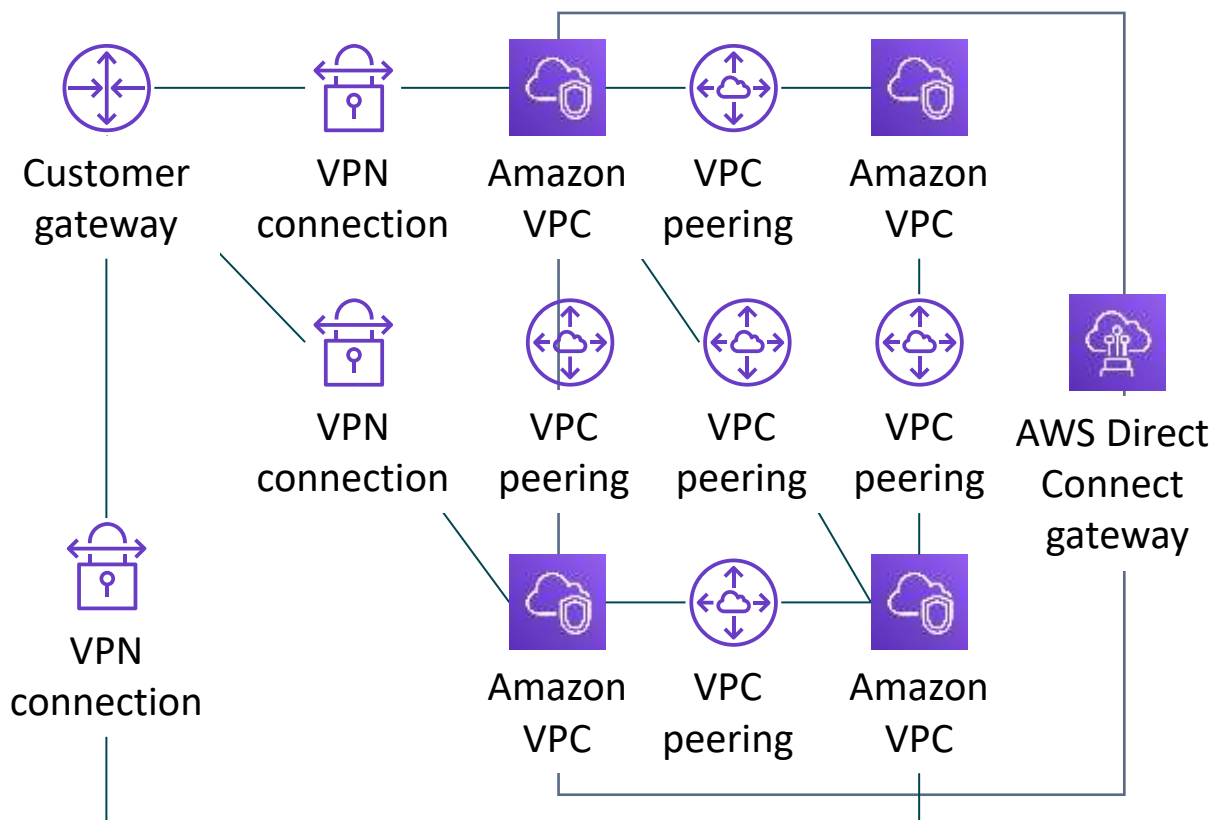 Customer
gateway
VPN
connection
Amazon
VPC
VPC
peering
Amazon
VPC
VPN
connection
VPC
peering
VPC
peering
VPC
peering
AWS Direct
Connect
gateway
VPN
connection
Amazon
VPC
VPC
peering
Amazon
VPC